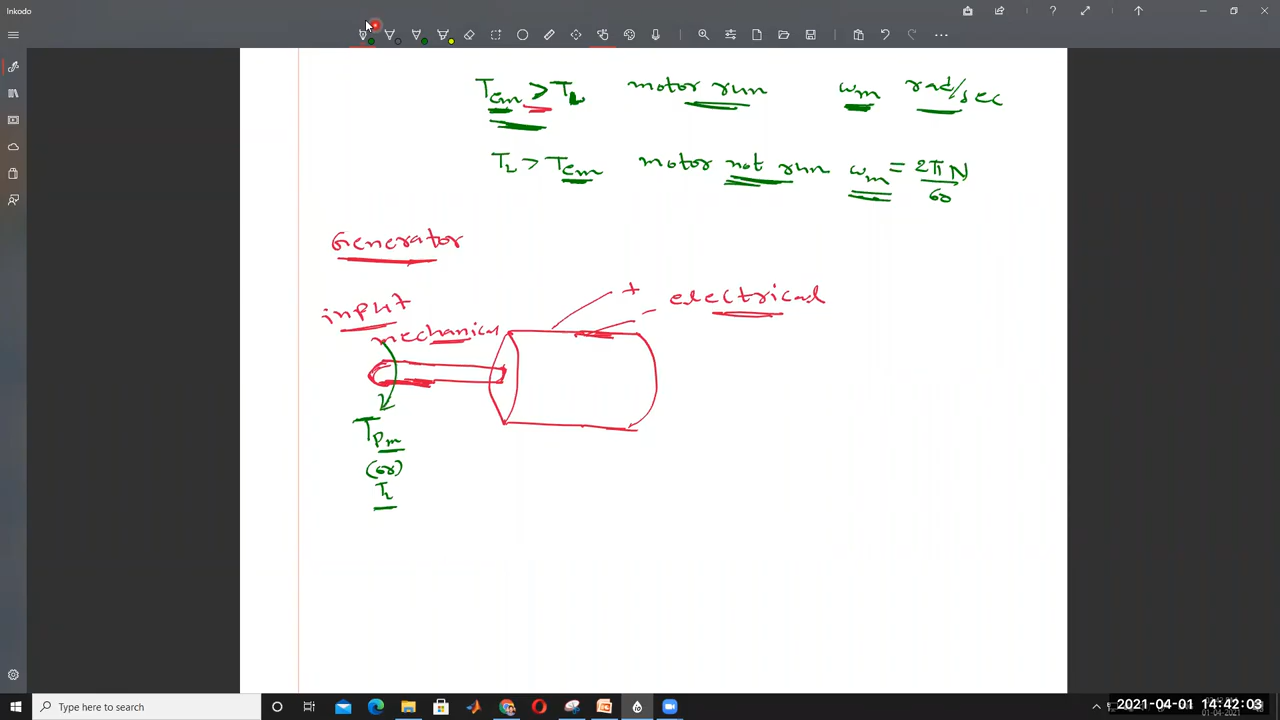 Inkodo
Tem > TL motor run ωm rad/sec
TL > Tem motor not run ωm = 2πN/60
Generator
input
mechanical
+
- electrical
TPm
(or)
TL
Type here to search
2021-04-01 14:42:03